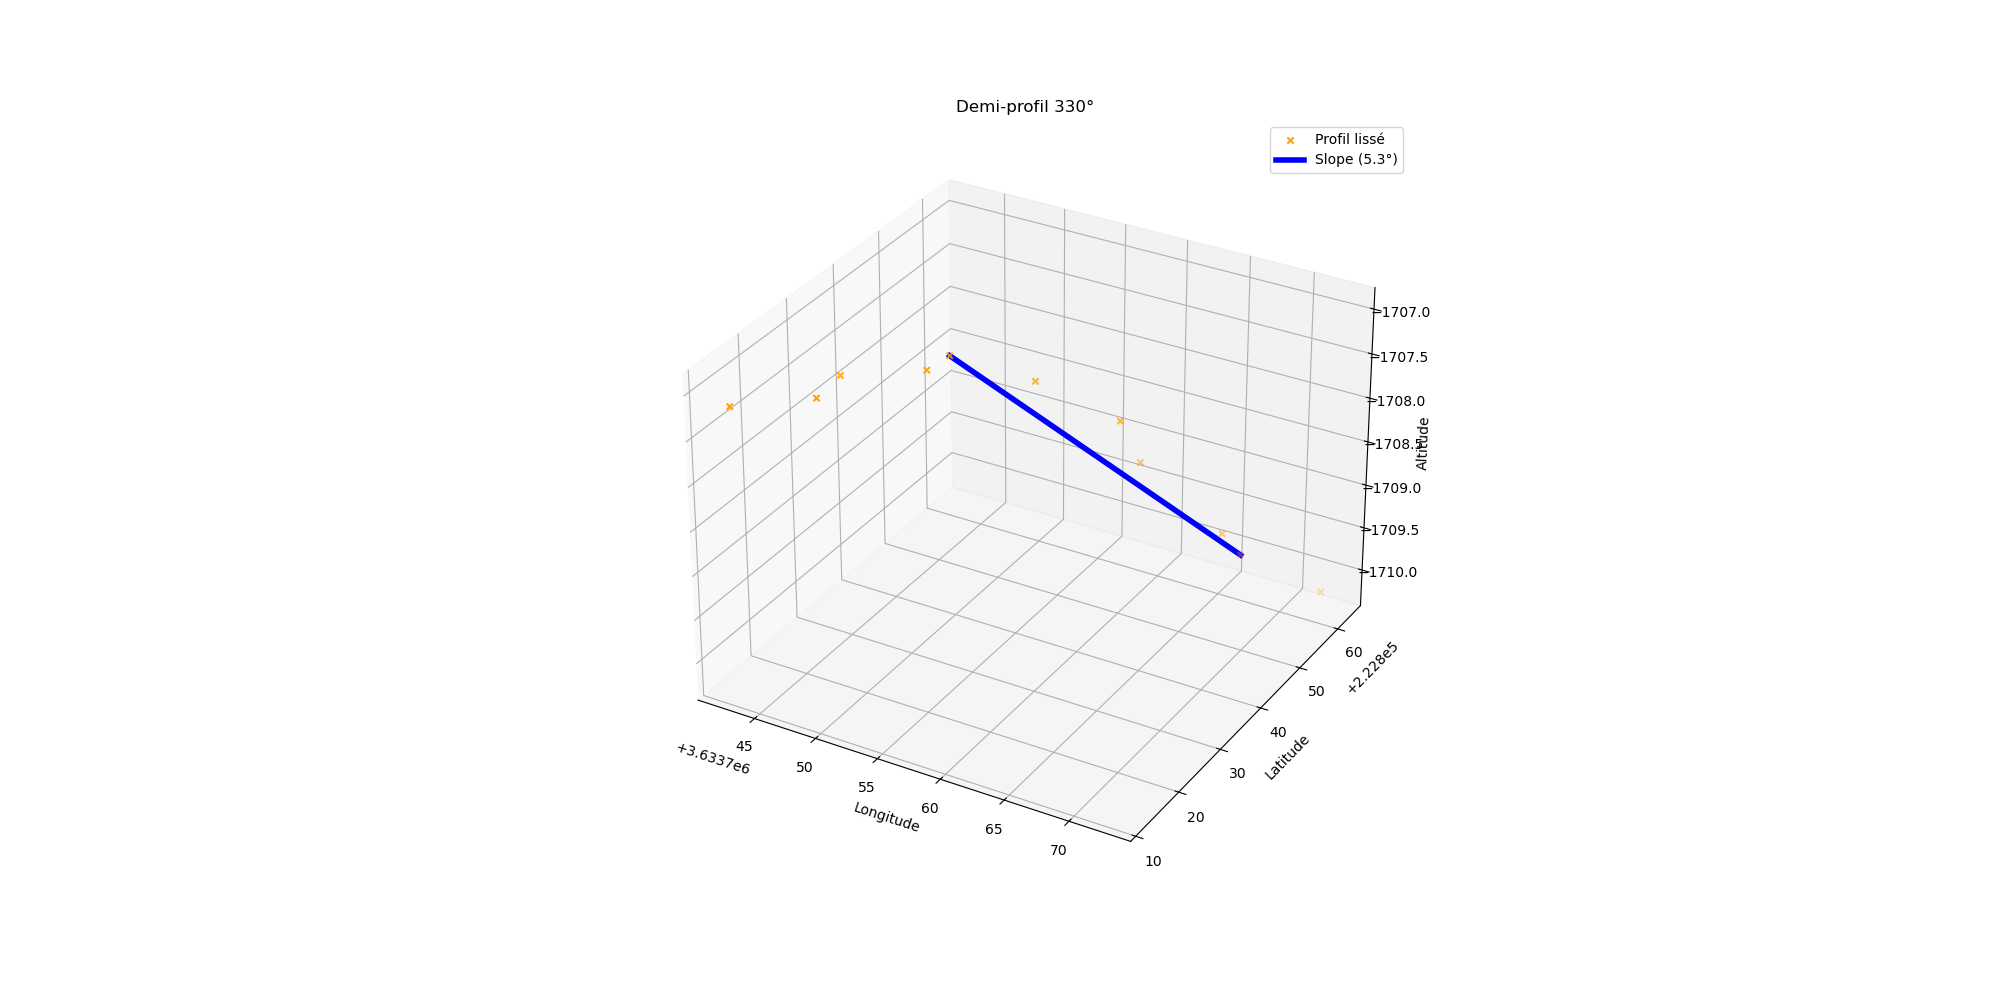 Demi-profil 330°
Profil lissé
Slope (5.3°)
−1707.0
−1707.5
−1708.0
−1708.5
−1709.0
−1709.5
−1710.0
Altitude
60
50
40
30
20
10
+2.228e5
Latitude
45
50
55
60
65
70
+3.6337e6
Longitude